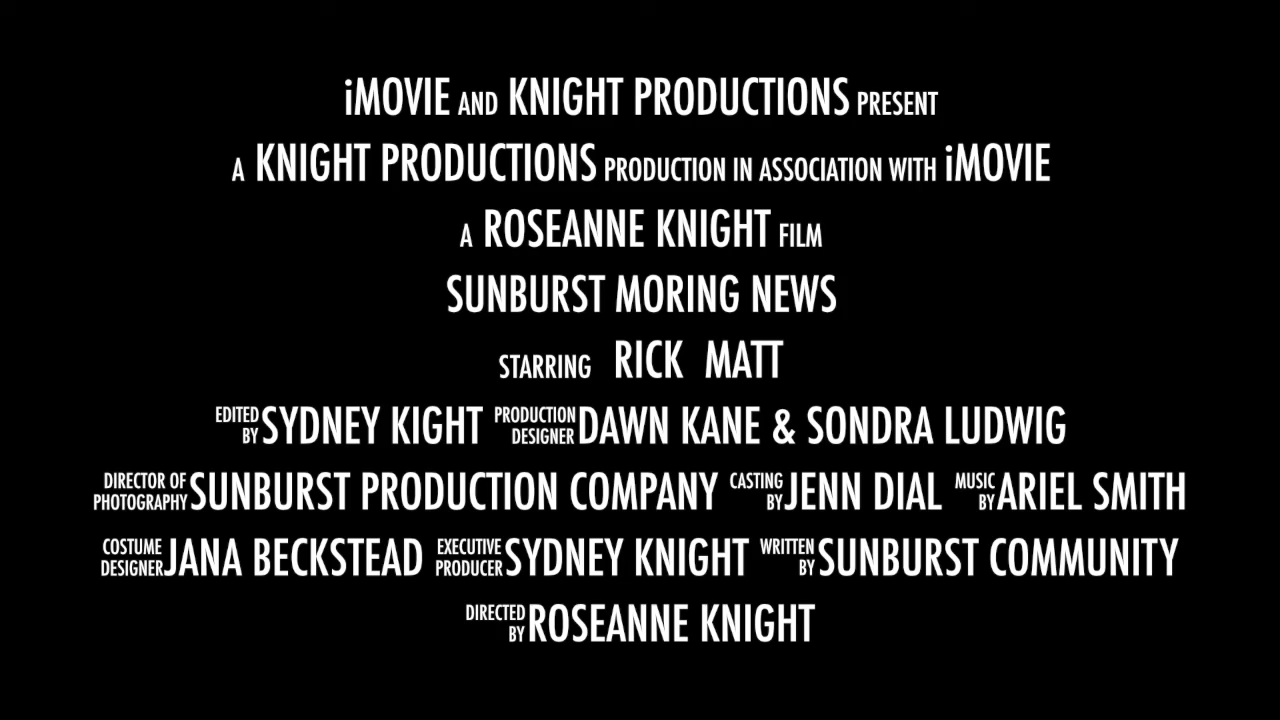 iMOVIE AND KNIGHT PRODUCTIONS PRESENT
A KNIGHT PRODUCTIONS PRODUCTION IN ASSOCIATION WITH iMOVIE
A ROSEANNE KNIGHT FILM
SUNBURST MORING NEWS
STARRING RICK MATT
EDITED BY SYDNEY KIGHT PRODUCTION DESIGNER DAWN KANE & SONDRA LUDWIG
DIRECTOR OF PHOTOGRAPHY SUNBURST PRODUCTION COMPANY CASTING BY JENN DIAL MUSIC BY ARIEL SMITH
COSTUME DESIGNER JANA BECKSTEAD EXECUTIVE PRODUCER SYDNEY KNIGHT WRITTEN BY SUNBURST COMMUNITY
DIRECTED BY ROSEANNE KNIGHT